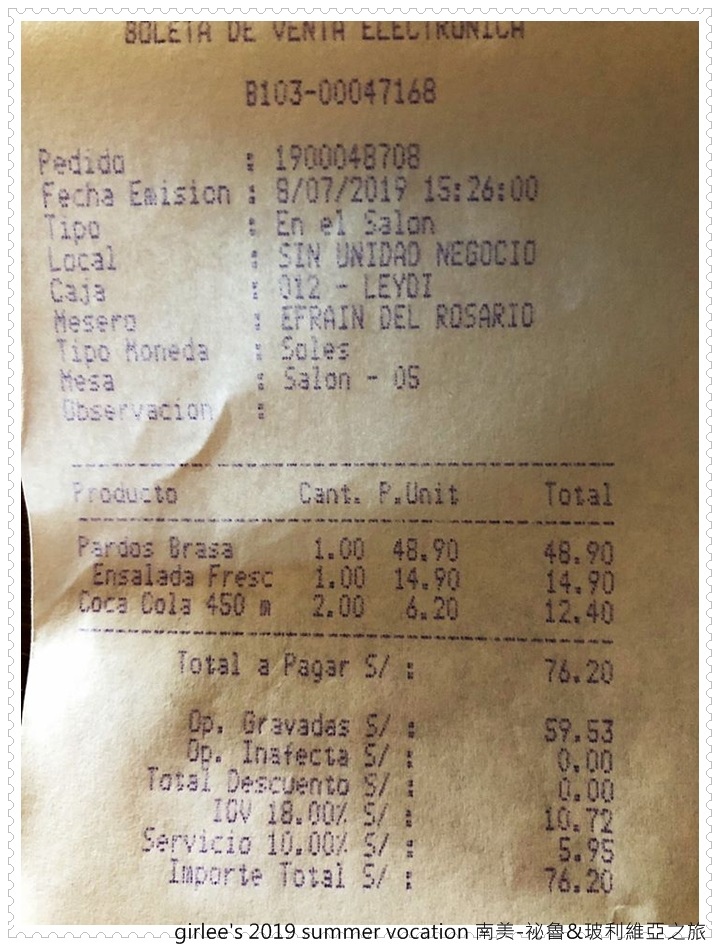 BOLETA DE VENTA ELECTRONICA
B103-00047168
Pedido : 1900048708
Fecha Emision : 8/07/2019 15:26:00
Tipo : En el Salon
Local : SIN UNIDAD NEGOCIO
Caja : 012 - LEYDI
Mesero : EFRAIN DEL ROSARIO
Tipo Moneda : Soles
Mesa : Salon - 05
Observacion :
Producto Cant. P.Unit Total
Pardos Brasa 1.00 48.90 48.90
Ensalada Fresc 1.00 14.90 14.90
Coca Cola 450 m 2.00 6.20 12.40
Total a Pagar S/ : 76.20
Op. Gravadas S/ : 59.53
Op. Inafecta S/ : 0.00
Total Descuento S/ : 0.00
IGV 18.00% S/ : 10.72
Servicio 10.00% S/ : 5.95
Importe Total S/ : 76.20
girlee's 2019 summer vocation 南美-祕魯&玻利維亞之旅